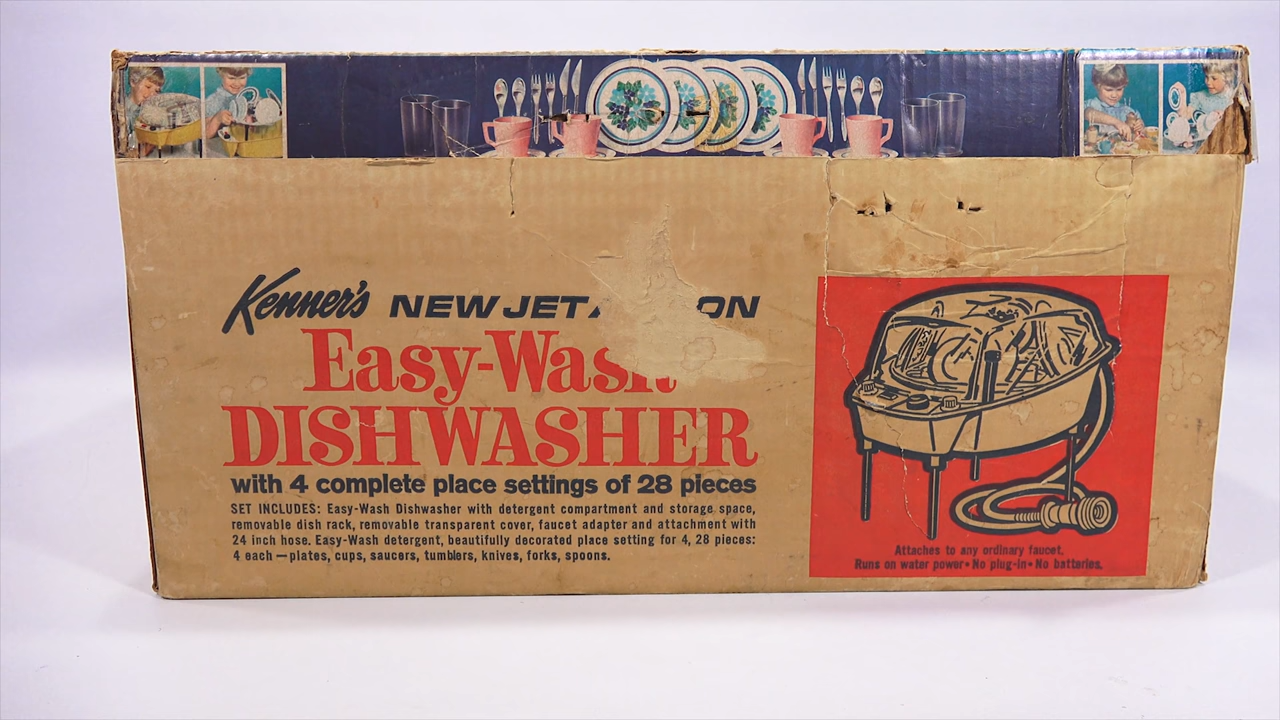 Kenner's NEW JET ON
Easy-Wash
DISHWASHER
with 4 complete place settings of 28 pieces
SET INCLUDES: Easy-Wash Dishwasher with detergent compartment and storage space,
removable dish rack, removable transparent cover, faucet adapter and attachment with
24 inch hose. Easy-Wash detergent, beautifully decorated place setting for 4, 28 pieces:
4 each — plates, cups, saucers, tumblers, knives, forks, spoons.
Attaches to any ordinary faucet.
Runs on water power • No plug-in • No batteries.